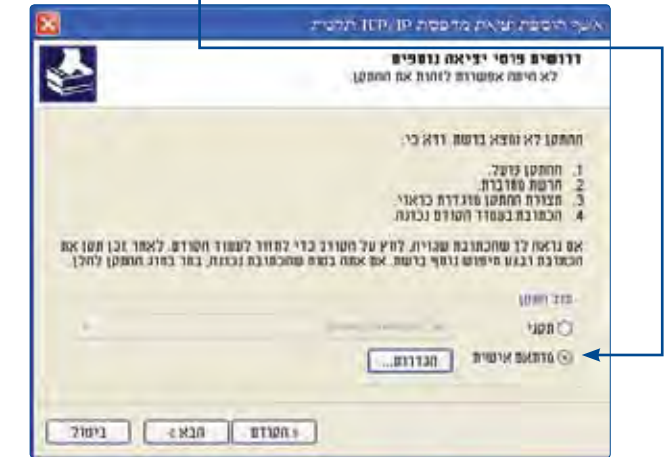 אשף הוספת יציאת מדפסת TCP/IP תקנית
דרושים פרטי יציאה נוספים
לא היתה אפשרות לזהות את ההתקן.
ההתקן לא נמצא ברשת. ודא כי:
1. ההתקן פועל.
2. הרשת מחוברת.
3. תצורת ההתקן מוגדרת כראוי.
4. הכתובת בעמוד הקודם נכונה.
אם נראה לך שהכתובת שגויה, לחץ על הקודם כדי לחזור לעמוד הקודם. לאחר מכן תקן את
הכתובת ובצע חיפוש נוסף ברשת. אם אתה בטוח שהכתובת נכונה, בחר בסוג ההתקן להלן.
סוג התקן
תקני
מותאם אישית
הגדרות...
< הקודם
הבא >
ביטול